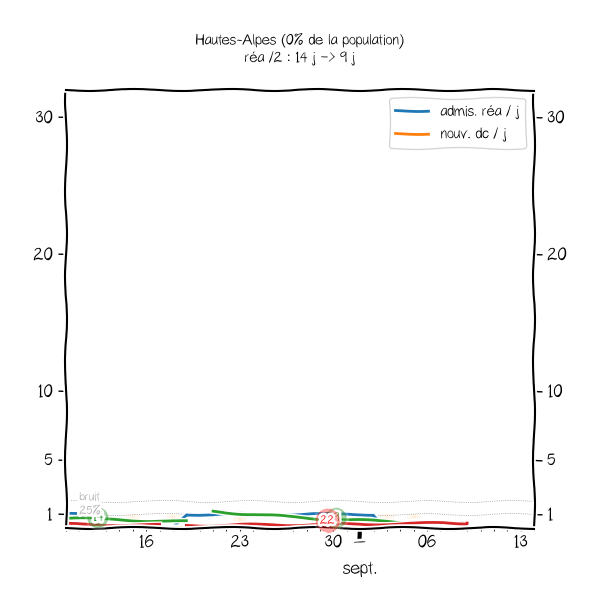 Hautes-Alpes (0% de la population)
réa /2 : 14 j -> 9 j
admis. réa / j
nouv. dc / j
30 30
20 20
10 10
5 5
bruit
25%
1 1
22
16 23 30 06 13
sept.